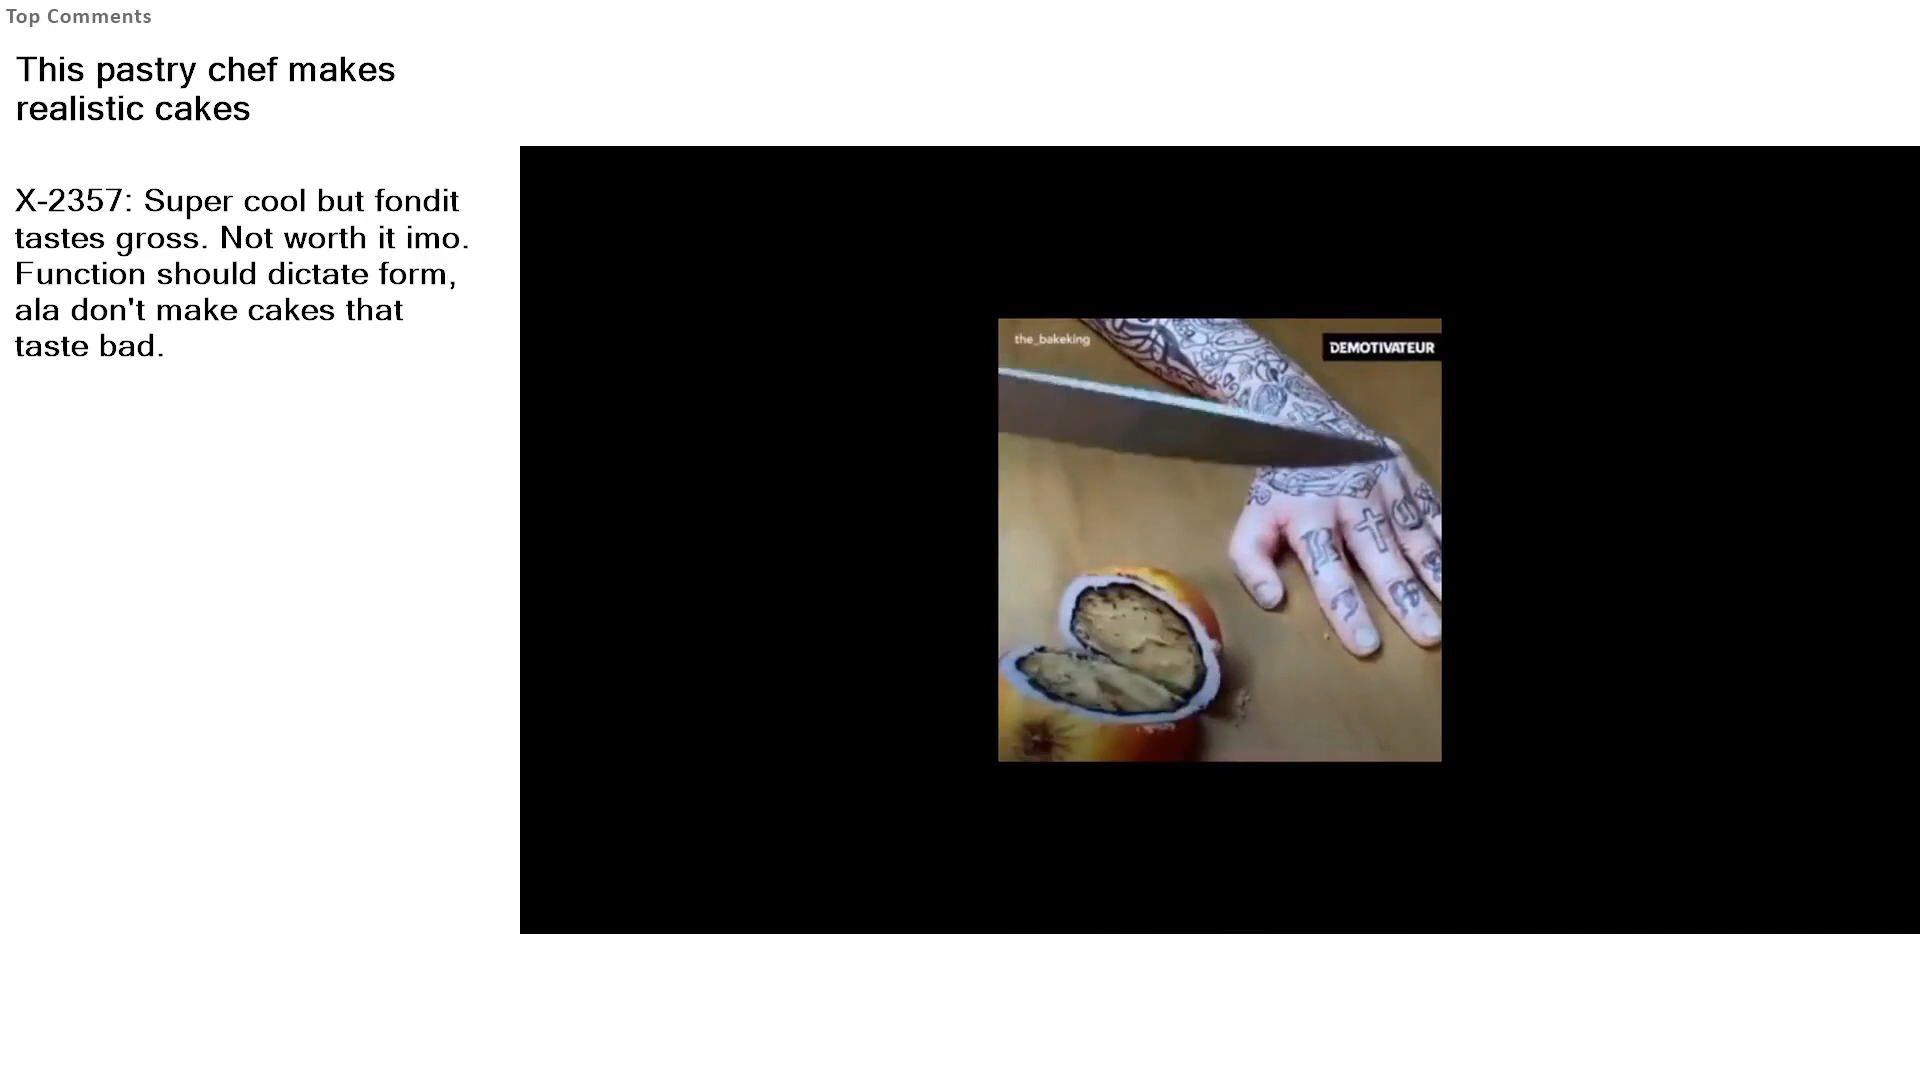 Top Comments
This pastry chef makes
realistic cakes
X-2357: Super cool but fondit
tastes gross. Not worth it imo.
Function should dictate form,
ala don't make cakes that
taste bad.
the_bakeking
DEMOTIVATEUR